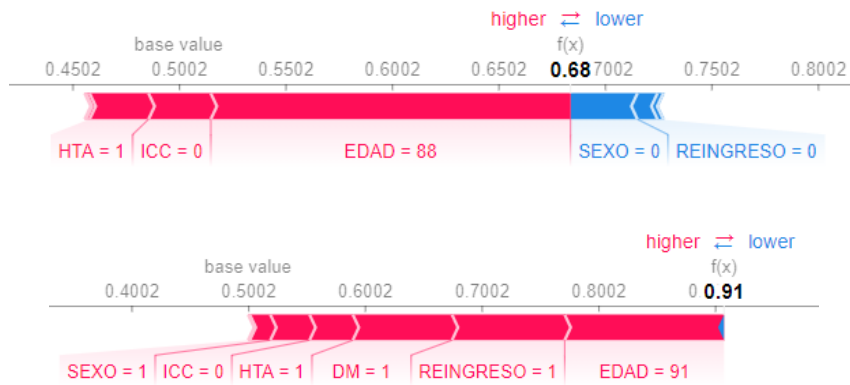 higher ⇄ lower
base value f(x)
0.4502 0.5002 0.5502 0.6002 0.6502 0.68 7002 0.7502 0.8002
HTA = 1 ICC = 0 EDAD = 88 SEXO = 0 REINGRESO = 0
higher ⇄ lower
base value f(x)
0.4002 0.5002 0.6002 0.7002 0.8002 0 0.91
SEXO = 1 ICC = 0 HTA = 1 DM = 1 REINGRESO = 1 EDAD = 91